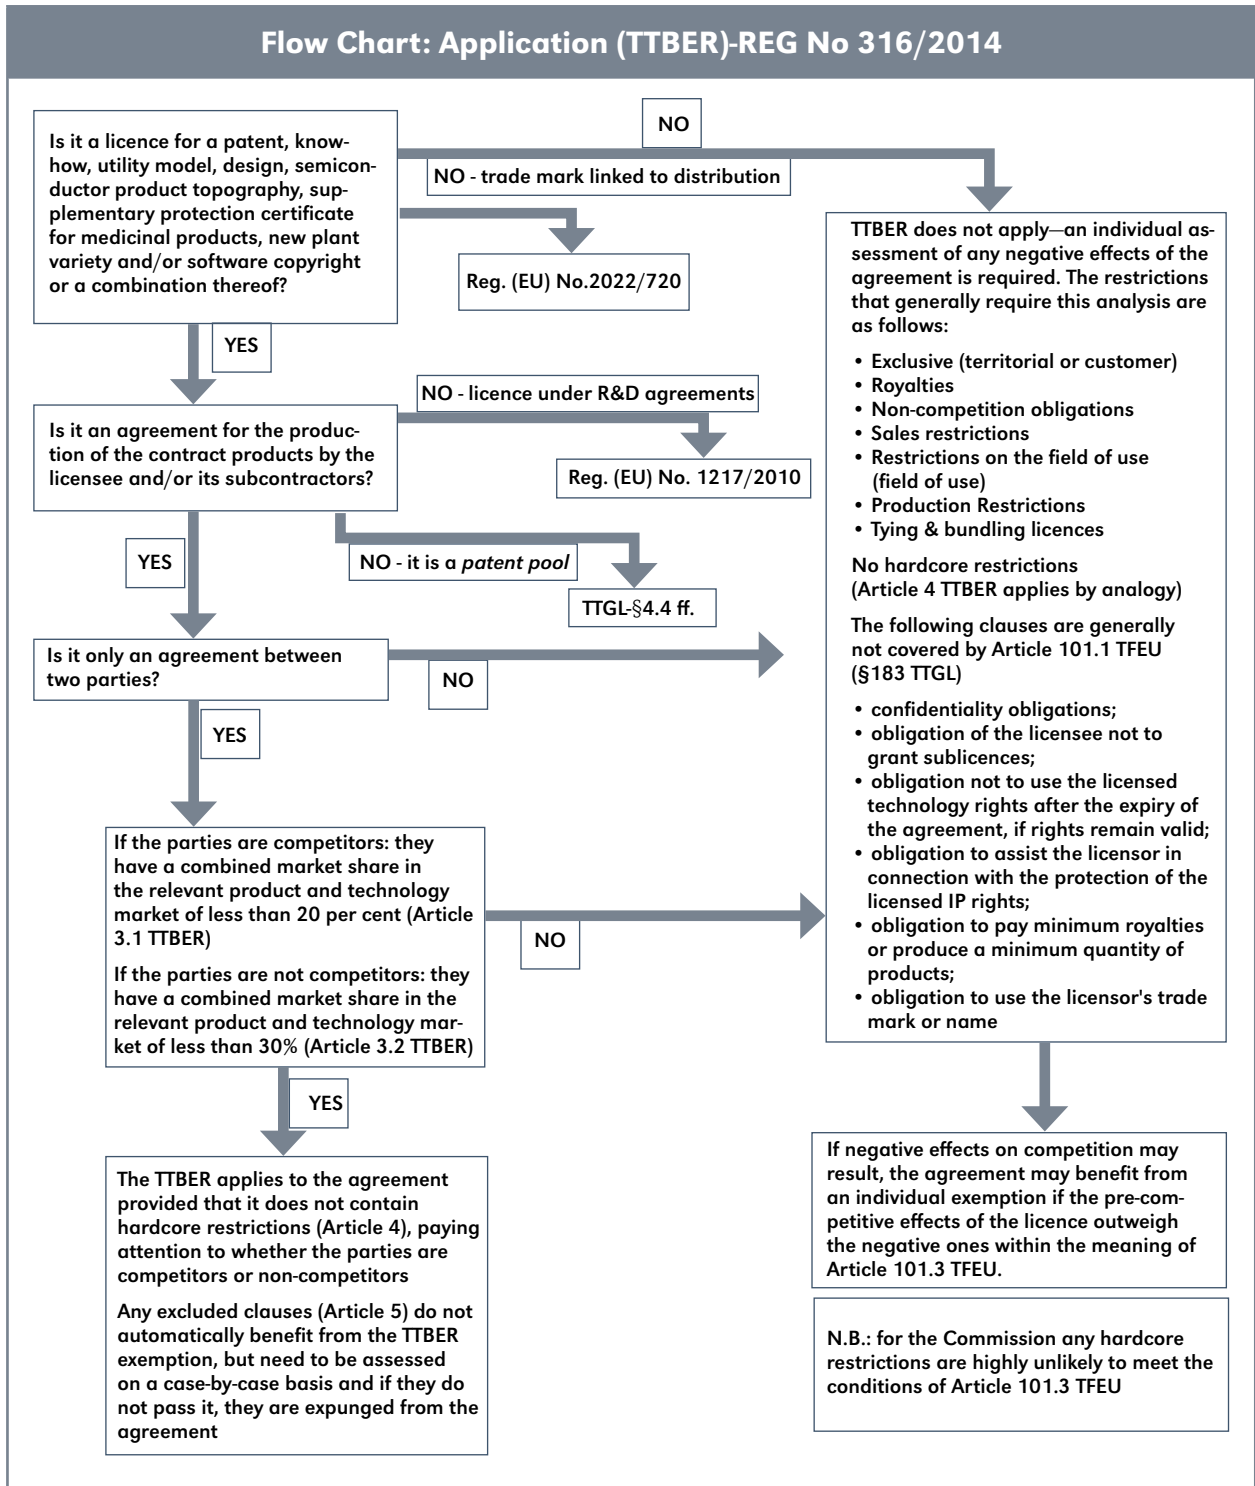 Flow Chart: Application (TTBER)-REG No 316/2014
Is it a licence for a patent, know-
how, utility model, design, semicon-
ductor product topography, sup-
plementary protection certificate
for medicinal products, new plant
variety and/or software copyright
or a combination thereof?
NO
NO - trade mark linked to distribution
Reg. (EU) No.2022/720
YES
Is it an agreement for the produc-
tion of the contract products by the
licensee and/or its subcontractors?
NO - licence under R&D agreements
Reg. (EU) No. 1217/2010
YES
NO - it is a patent pool
TTGL-§4.4 ff.
Is it only an agreement between
two parties?
NO
YES
If the parties are competitors: they
have a combined market share in
the relevant product and technology
market of less than 20 per cent (Article
3.1 TTBER)
If the parties are not competitors: they
have a combined market share in the
relevant product and technology mar-
ket of less than 30% (Article 3.2 TTBER)
NO
YES
The TTBER applies to the agreement
provided that it does not contain
hardcore restrictions (Article 4), paying
attention to whether the parties are
competitors or non-competitors
Any excluded clauses (Article 5) do not
automatically benefit from the TTBER
exemption, but need to be assessed
on a case-by-case basis and if they do
not pass it, they are expunged from the
agreement
TTBER does not apply—an individual as-
sessment of any negative effects of the
agreement is required. The restrictions
that generally require this analysis are
as follows:
• Exclusive (territorial or customer)
• Royalties
• Non-competition obligations
• Sales restrictions
• Restrictions on the field of use
(field of use)
• Production Restrictions
• Tying & bundling licences
No hardcore restrictions
(Article 4 TTBER applies by analogy)
The following clauses are generally
not covered by Article 101.1 TFEU
(§183 TTGL)
• confidentiality obligations;
• obligation of the licensee not to
grant sublicences;
• obligation not to use the licensed
technology rights after the expiry of
the agreement, if rights remain valid;
• obligation to assist the licensor in
connection with the protection of the
licensed IP rights;
• obligation to pay minimum royalties
or produce a minimum quantity of
products;
• obligation to use the licensor's trade
mark or name
If negative effects on competition may
result, the agreement may benefit from
an individual exemption if the pre-com-
petitive effects of the licence outweigh
the negative ones within the meaning of
Article 101.3 TFEU.
N.B.: for the Commission any hardcore
restrictions are highly unlikely to meet the
conditions of Article 101.3 TFEU